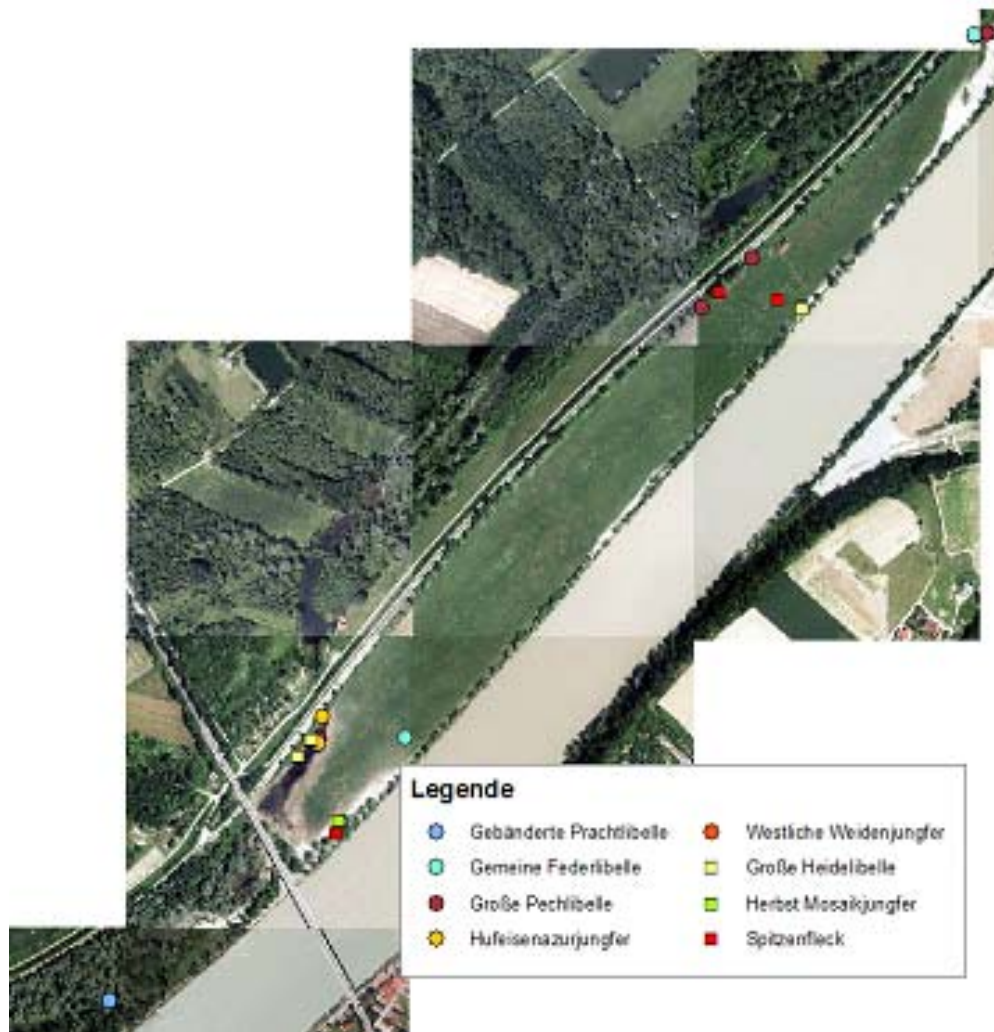 Legende
Gebänderte Prachtlibelle
Gemeine Federlibelle
Große Pechlibelle
Hufeisenazurjungfer
Westliche Weidenjungfer
Große Heidelibelle
Herbst Mosaikjungfer
Spitzenfleck